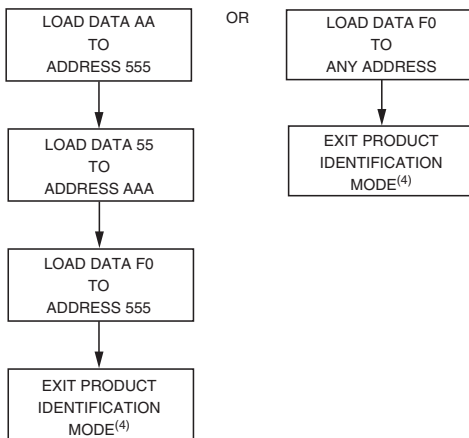 LOAD DATA AA
TO
ADDRESS 555
LOAD DATA 55
TO
ADDRESS AAA
LOAD DATA F0
TO
ADDRESS 555
EXIT PRODUCT
IDENTIFICATION
MODE(4)
OR
LOAD DATA F0
TO
ANY ADDRESS
EXIT PRODUCT
IDENTIFICATION
MODE(4)